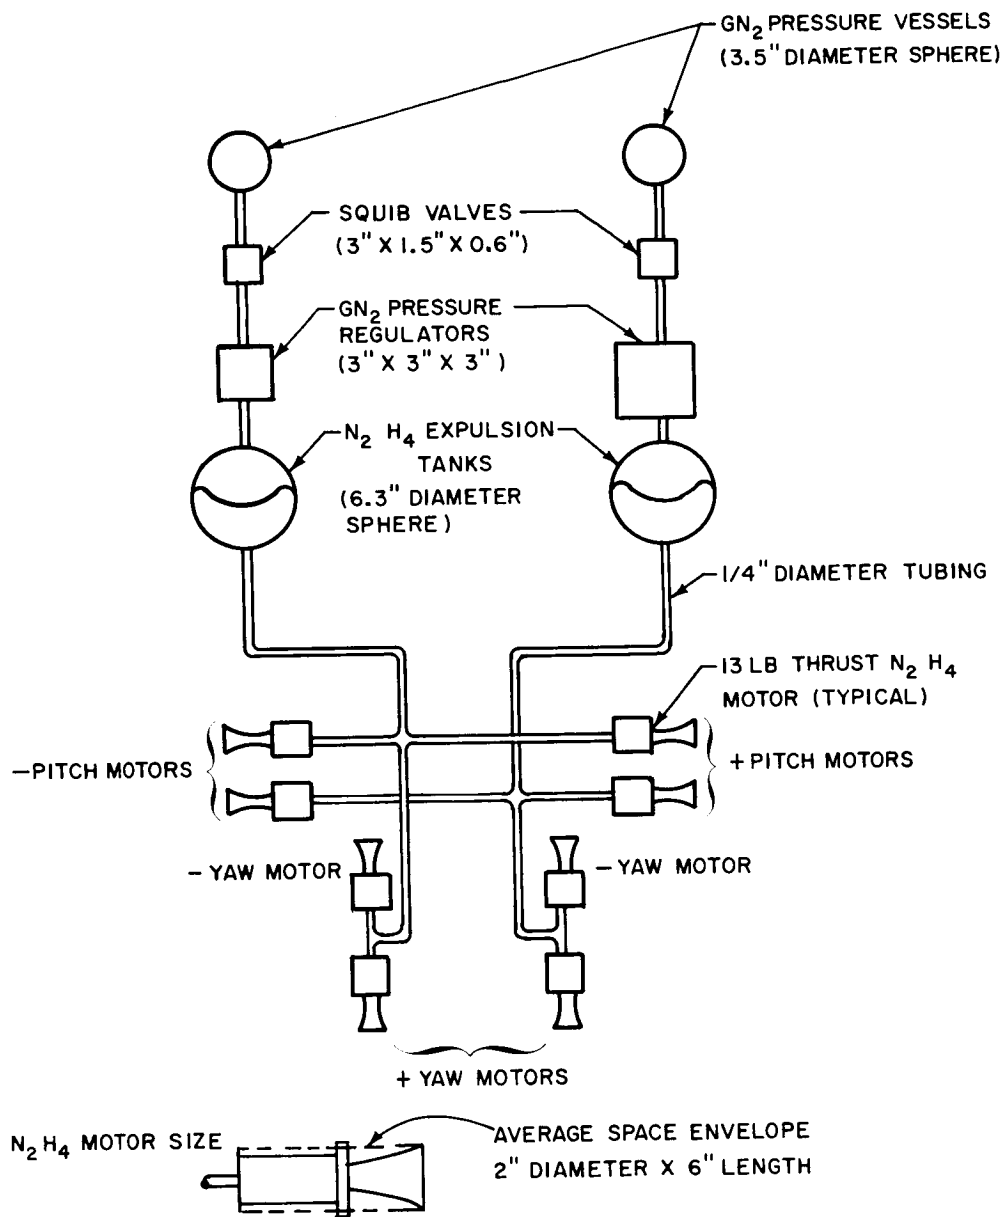 GN₂ PRESSURE VESSELS
(3.5" DIAMETER SPHERE)
SQUIB VALVES
(3" X 1.5" X 0.6")
GN₂ PRESSURE
REGULATORS
(3" X 3" X 3")
N₂ H₄ EXPULSION
TANKS
(6.3" DIAMETER
SPHERE)
1/4" DIAMETER TUBING
13 LB THRUST N₂ H₄
MOTOR (TYPICAL)
—PITCH MOTORS
+ PITCH MOTORS
— YAW MOTOR
— YAW MOTOR
+ YAW MOTORS
N₂ H₄ MOTOR SIZE
AVERAGE SPACE ENVELOPE
2" DIAMETER X 6" LENGTH